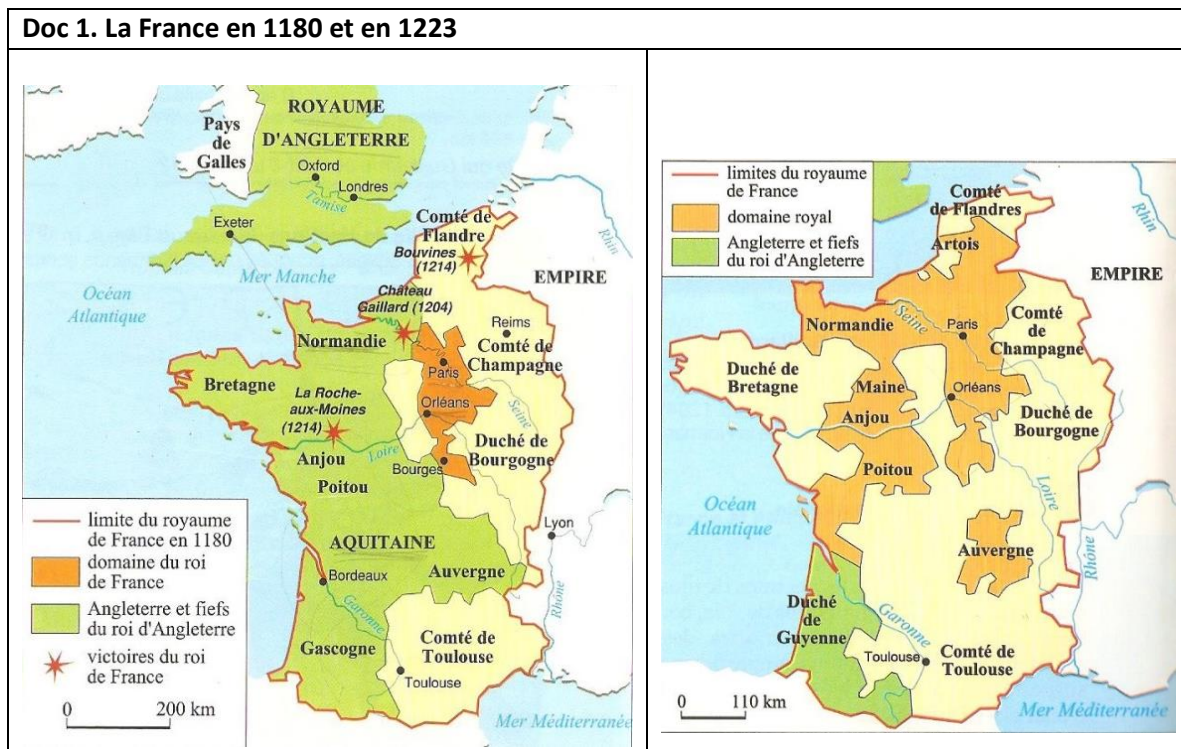 Doc 1. La France en 1180 et en 1223
ROYAUME
D'ANGLETERRE
Pays
de
Galles
Oxford
Londres
Tamise
Exeter
Mer Manche
Océan
Atlantique
Comté de
Flandre
Bouvines
(1214)
Rhin
EMPIRE
Château
Gaillard (1204)
Reims
Normandie
Comté de
Champagne
Paris
Bretagne
La Roche-
aux-Moines
(1214)
Orléans
Seine
Anjou
Loire
Duché de
Bourgogne
Bourges
Poitou
Lyon
AQUITAINE
Auvergne
Bordeaux
Garonne
Rhône
Gascogne
Comté de
Toulouse
Toulouse
Mer Méditerranée
limite du royaume
de France en 1180
domaine du roi
de France
Angleterre et fiefs
du roi d'Angleterre
victoires du roi
de France
0 200 km
limites du royaume
de France
domaine royal
Angleterre et fiefs
du roi d'Angleterre
Comté
de Flandres
Artois
Rhin
EMPIRE
Normandie
Seine
Paris
Comté
de
Champagne
Duché de
Bretagne
Maine
Orléans
Anjou
Duché de
Bourgogne
Poitou
Loire
Océan
Atlantique
Auvergne
Rhône
Duché
de
Guyenne
Garonne
Toulouse
Comté de
Toulouse
0 110 km
Mer Méditerranée